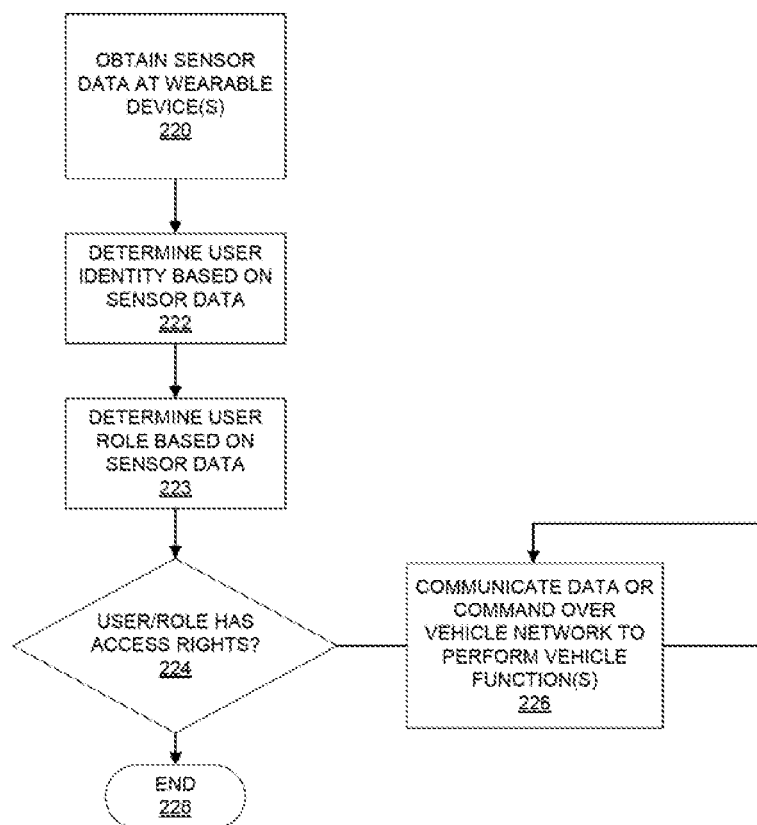 OBTAIN SENSOR
DATA AT WEARABLE
DEVICE(S)
220
DETERMINE USER
IDENTITY BASED ON
SENSOR DATA
222
DETERMINE USER
ROLE BASED ON
SENSOR DATA
223
USER/ROLE HAS
ACCESS RIGHTS?
224
COMMUNICATE DATA OR
COMMAND OVER
VEHICLE NETWORK TO
PERFORM VEHICLE
FUNCTION(S)
226
END
228